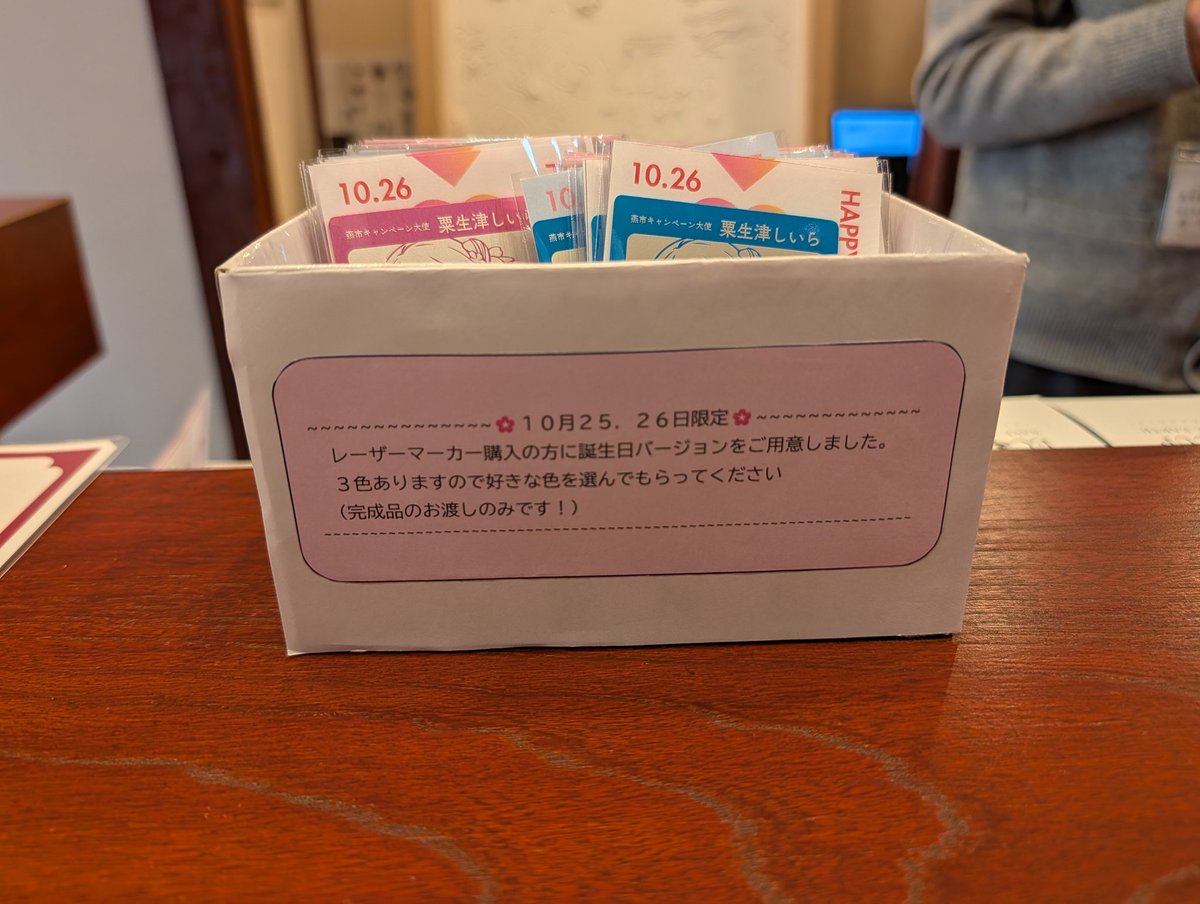 10.26
燕市キャンペーン大使 粟生津しい
10
燕市
10.26
燕市キャンペーン大使 粟生津しいら
HAPPY
~~~~~~~~~~~~~~🌸10月25．26日限定🌸~~~~~~~~~~~~~
レーザーマーカー購入の方に誕生日バージョンをご用意しました。
３色ありますので好きな色を選んでもらってください
（完成品のお渡しのみです！）